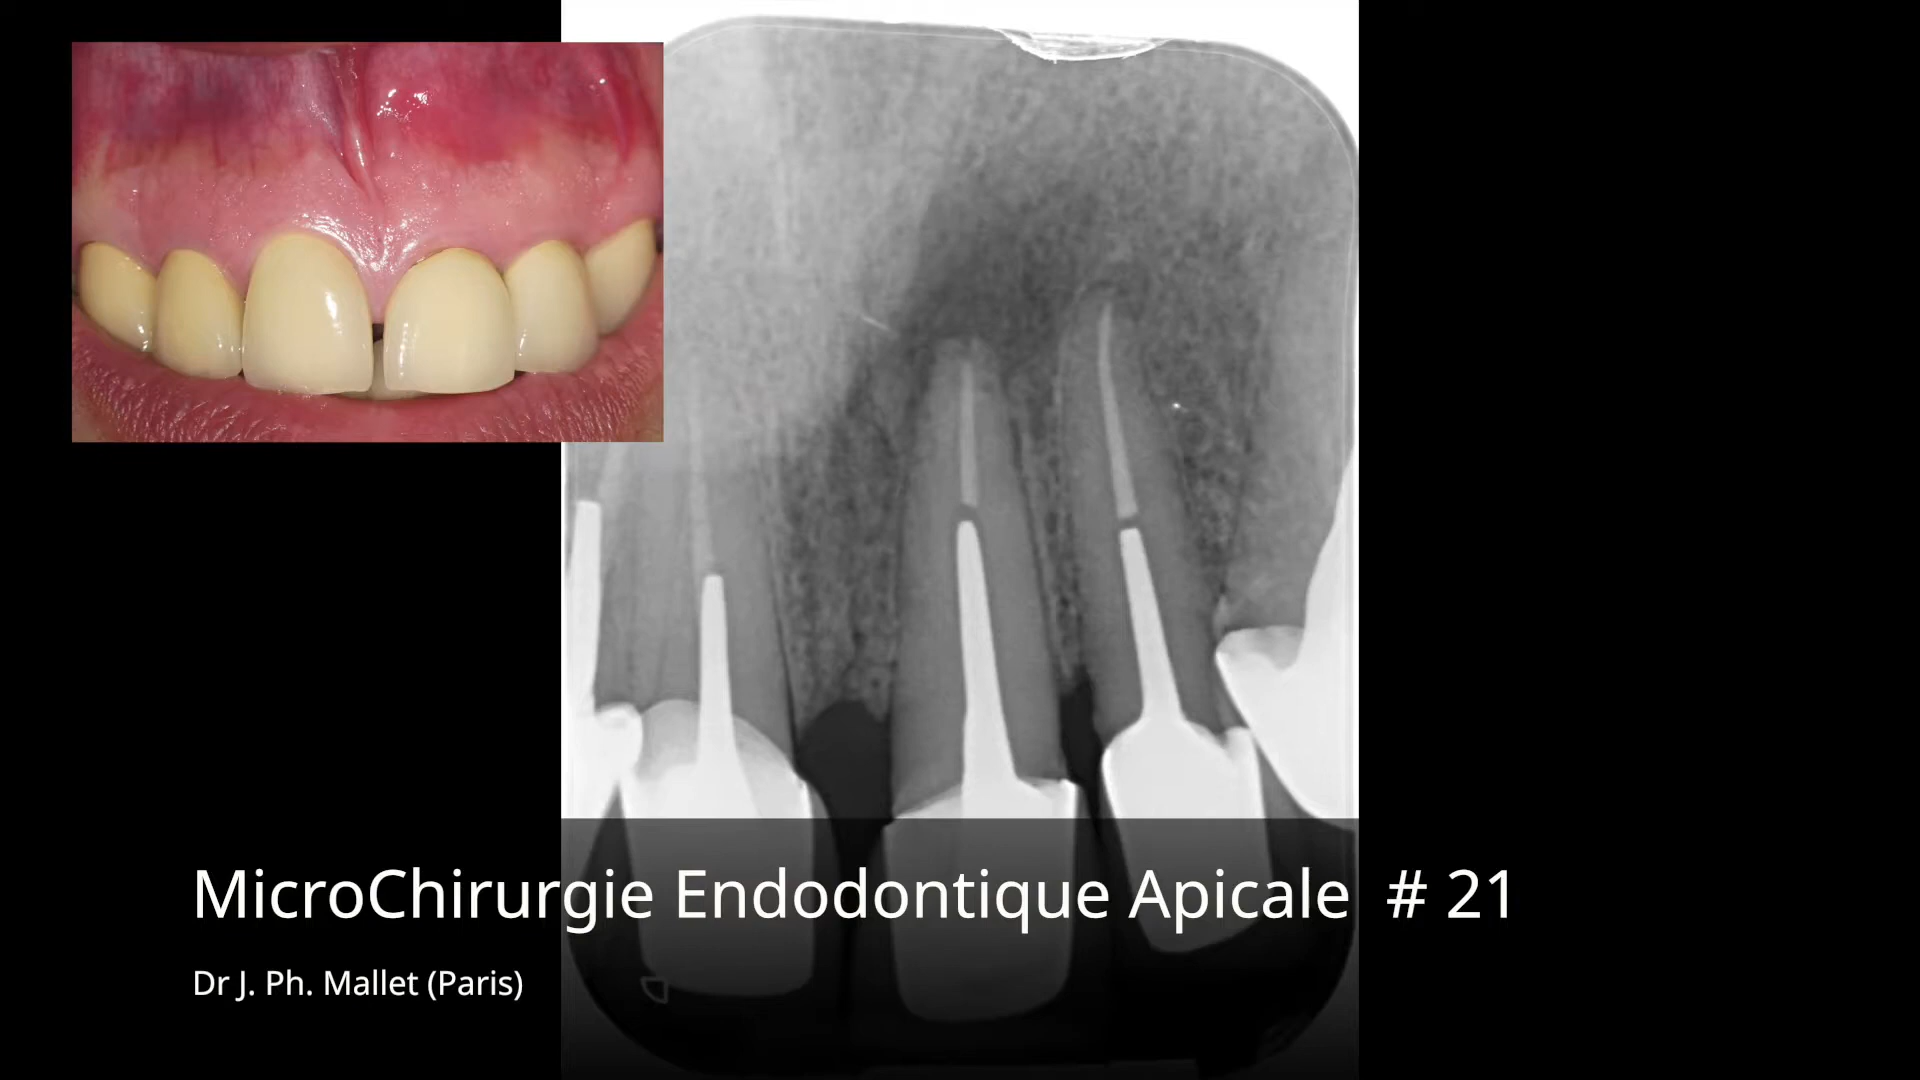 MicroChirurgie Endodontique Apicale # 21
Dr J. Ph. Mallet (Paris)